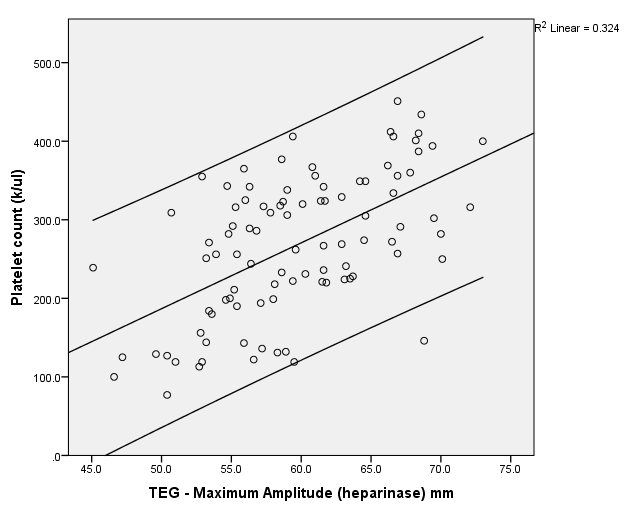 R² Linear = 0.324
Platelet count (k/ul)
500.0
400.0
300.0
200.0
100.0
.0
45.0 50.0 55.0 60.0 65.0 70.0 75.0
TEG - Maximum Amplitude (heparinase) mm